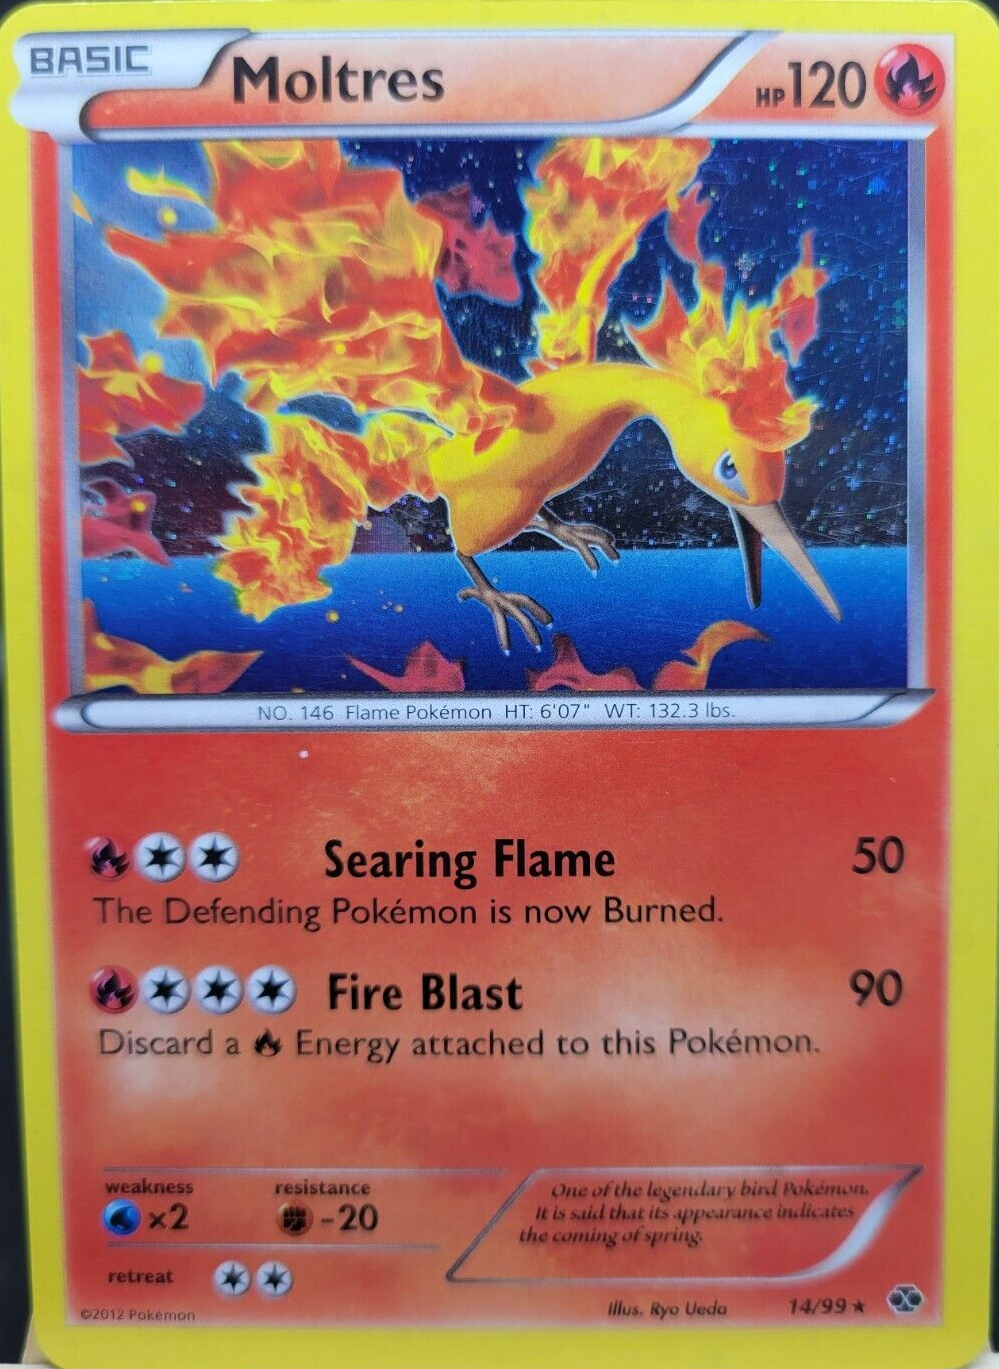 BASIC
Moltres
HP120
NO. 146 Flame Pokémon HT: 6'07" WT: 132.3 lbs.
Searing Flame 50
The Defending Pokémon is now Burned.
Fire Blast 90
Discard a Energy attached to this Pokémon.
weakness resistance
×2 -20
One of the legendary bird Pokémon.
It is said that its appearance indicates
the coming of spring.
retreat
©2012 Pokémon Illus. Ryo Ueda 14/99 ★